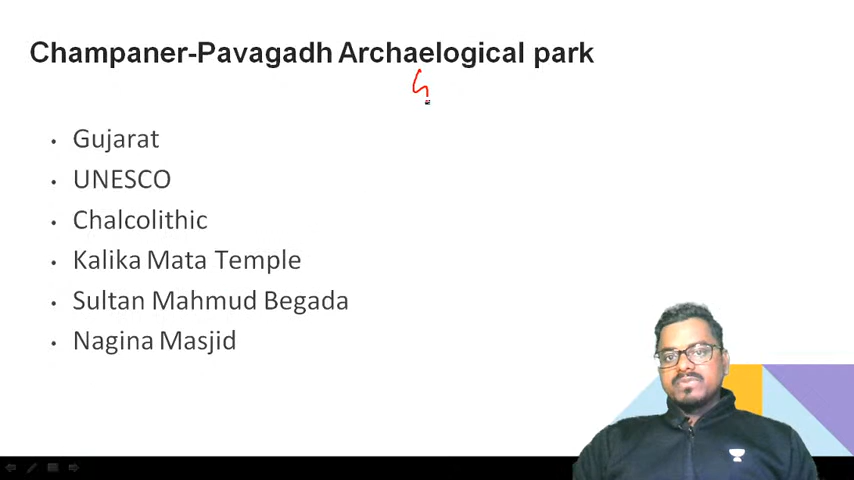 Champaner-Pavagadh Archaelogical park
Gujarat
UNESCO
Chalcolithic
Kalika Mata Temple
Sultan Mahmud Begada
Nagina Masjid